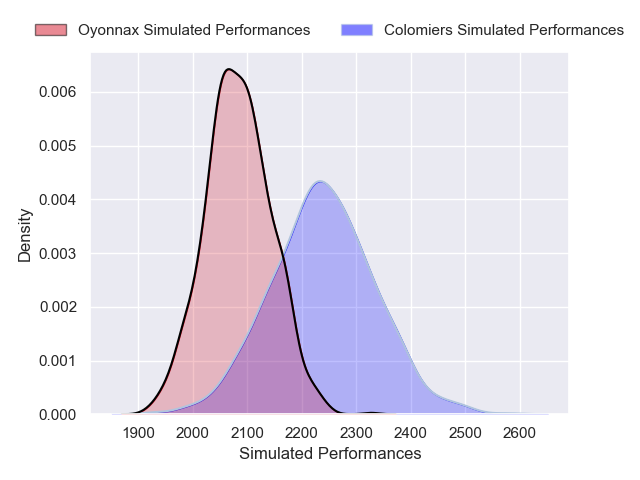 Oyonnax Simulated Performances
Colomiers Simulated Performances
Density
0.006
0.005
0.004
0.003
0.002
0.001
0.000
1900 2000 2100 2200 2300 2400 2500 2600
Simulated Performances